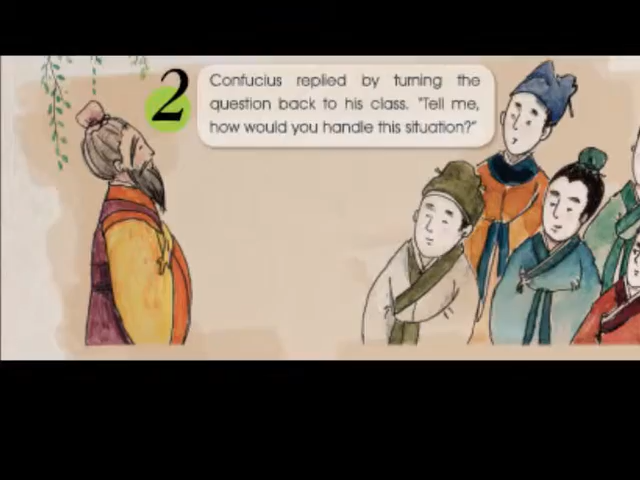 2
Confucius replied by turning the
question back to his class. "Tell me,
how would you handle this situation?"